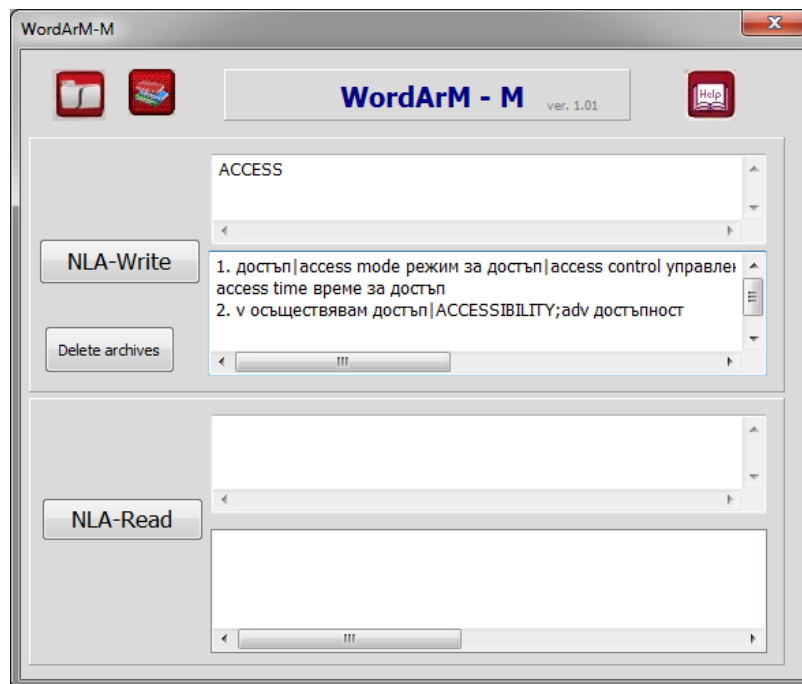 WordArM-M
WordArM - M ver. 1.01
Help
ACCESS
NLA-Write
1. достъп|access mode режим за достъп|access control управлен
access time време за достъп
2. v осъществявам достъп|ACCESSIBILITY;adv достъпност
Delete archives
NLA-Read